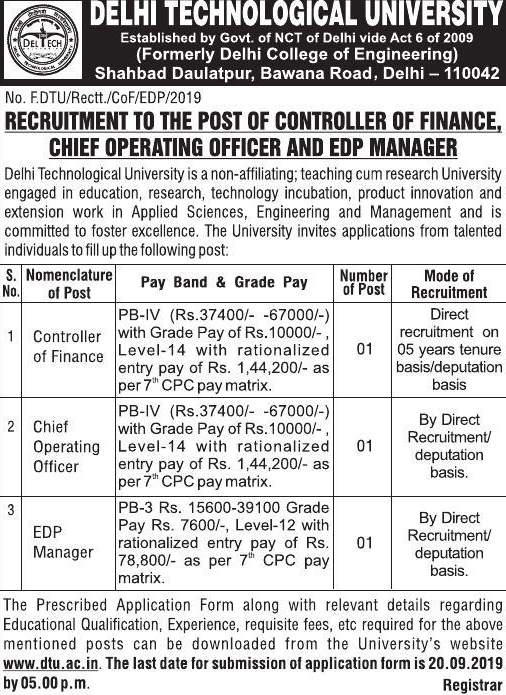 DELHI TECHNOLOGICAL UNIVERSITY
Established by Govt. of NCT of Delhi vide Act 6 of 2009
(Formerly Delhi College of Engineering)
Shahbad Daulatpur, Bawana Road, Delhi – 110042
DELTECH
No. F.DTU/Rectt./CoF/EDP/2019
RECRUITMENT TO THE POST OF CONTROLLER OF FINANCE,
CHIEF OPERATING OFFICER AND EDP MANAGER
Delhi Technological University is a non-affiliating; teaching cum research University
engaged in education, research, technology incubation, product innovation and
extension work in Applied Sciences, Engineering and Management and is
committed to foster excellence. The University invites applications from talented
individuals to fill up the following post:
S. No. Nomenclature of Post Pay Band & Grade Pay Number of Post Mode of Recruitment
1
Controller
of Finance
PB-IV (Rs.37400/- -67000/-)
with Grade Pay of Rs.10000/- ,
Level-14 with rationalized
entry pay of Rs. 1,44,200/- as
per 7th CPC pay matrix.
01
Direct
recruitment on
05 years tenure
basis/deputation
basis
2
Chief
Operating
Officer
PB-IV (Rs.37400/- -67000/-)
with Grade Pay of Rs.10000/- ,
Level-14 with rationalized
entry pay of Rs. 1,44,200/- as
per 7th CPC pay matrix.
01
By Direct
Recruitment/
deputation
basis.
3
EDP
Manager
PB-3 Rs. 15600-39100 Grade
Pay Rs. 7600/-, Level-12 with
rationalized entry pay of Rs.
78,800/- as per 7th CPC pay
matrix.
01
By Direct
Recruitment/
deputation
basis.
The Prescribed Application Form along with relevant details regarding
Educational Qualification, Experience, requisite fees, etc required for the above
mentioned posts can be downloaded from the University's website
www.dtu.ac.in. The last date for submission of application form is 20.09.2019
by 05.00 p.m.
Registrar